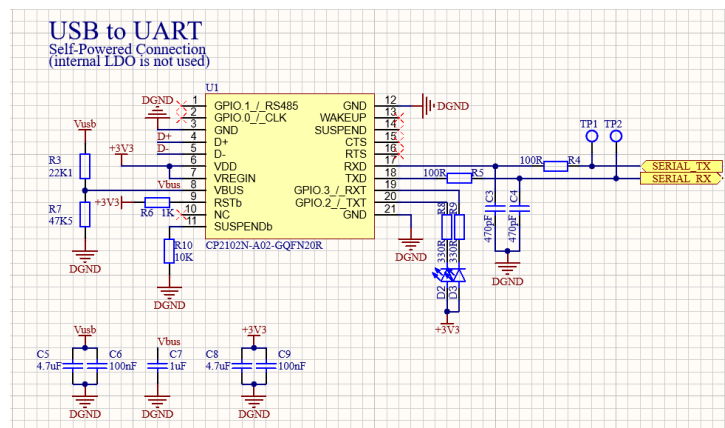 USB to UART
Self-Powered Connection
(internal LDO is not used)
U1
DGND
1
GPIO.1_/_RS485
2
GPIO.0_/_CLK
3
GND
D+
4
D+
D-
5
D-
6
VDD
7
VREGIN
Vbus
8
VBUS
9
RSTb
10
NC
11
SUSPENDb
CP2102N-A02-GQFN20R
GND
12
DGND
WAKEUP
13
SUSPEND
14
CTS
15
RTS
16
RXD
17
TXD
18
GPIO.3_/_RXT
19
GPIO.2_/_TXT
20
GND
21
Vusb
+3V3
R3
22K1
R7
47K5
DGND
+3V3
R6 1K
R10
10K
DGND
DGND
100R R5
100R R4
TP1 TP2
SERIAL_TX
SERIAL_RX
R8
330R
R9
330R
D2
D3
+3V3
C3
470pF
C4
470pF
DGND
Vusb
C5
4.7uF
C6
100nF
DGND
Vbus
C7
1uF
DGND
+3V3
C8
4.7uF
C9
100nF
DGND